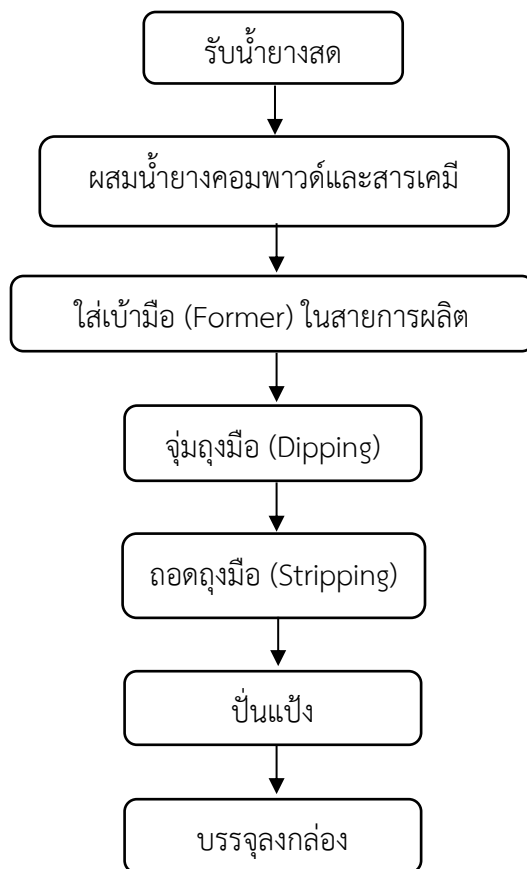 รับน้ำยางสด
ผสมน้ำยางคอมพาวด์และสารเคมี
ใส่เบ้ามือ (Former) ในสายการผลิต
จุ่มถุงมือ (Dipping)
ถอดถุงมือ (Stripping)
ปั่นแป้ง
บรรจุลงกล่อง